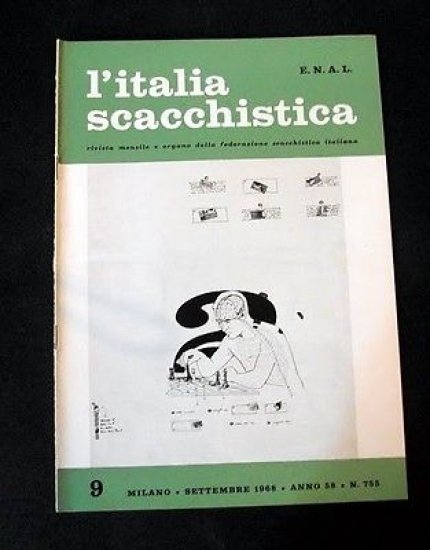 E. N. A. L.
l'italia
scacchistica
rivista mensile e organo della federazione scacchistica italiana
9 MILANO • SETTEMBRE 1968 • ANNO 58 • N. 755